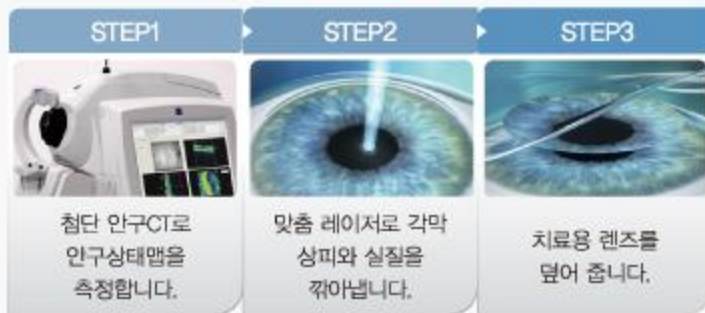 STEP1
STEP2
STEP3
첨단 안구CT로
안구상태맵을
측정합니다.
맞춤 레이저로 각막
상피와 실질을
깎아냅니다.
치료용 렌즈를
덮어 줍니다.